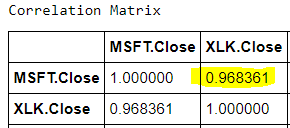 Correlation Matrix
MSFT.Close XLK.Close
MSFT.Close 1.000000 0.968361
XLK.Close 0.968361 1.000000